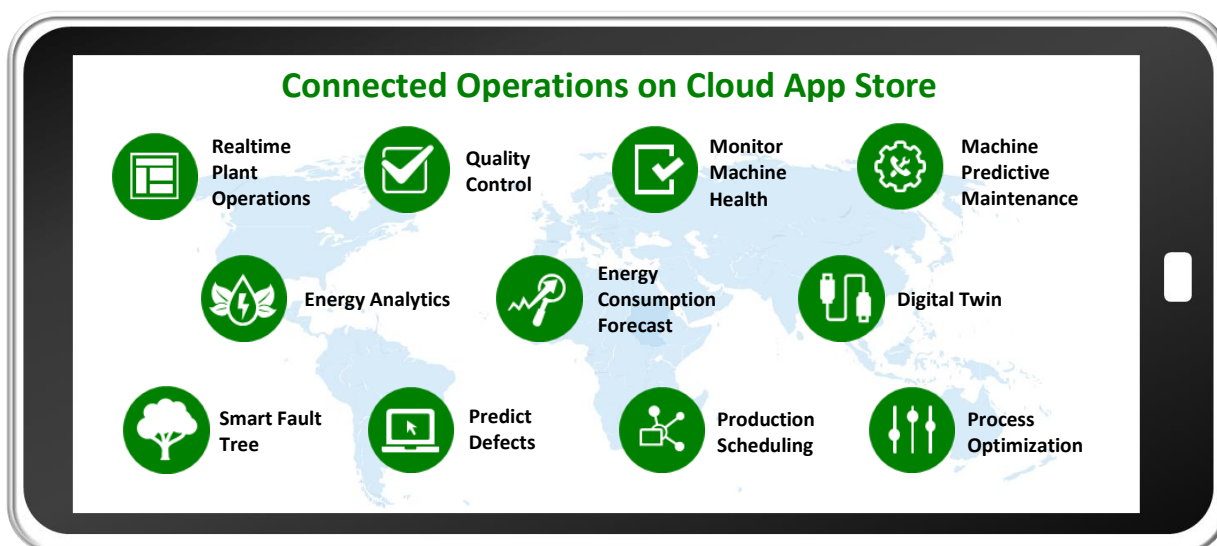 Connected Operations on Cloud App Store
Realtime
Plant
Operations
Quality
Control
Monitor
Machine
Health
Machine
Predictive
Maintenance
Energy Analytics
Energy
Consumption
Forecast
Digital Twin
Smart Fault
Tree
Predict
Defects
Production
Scheduling
Process
Optimization